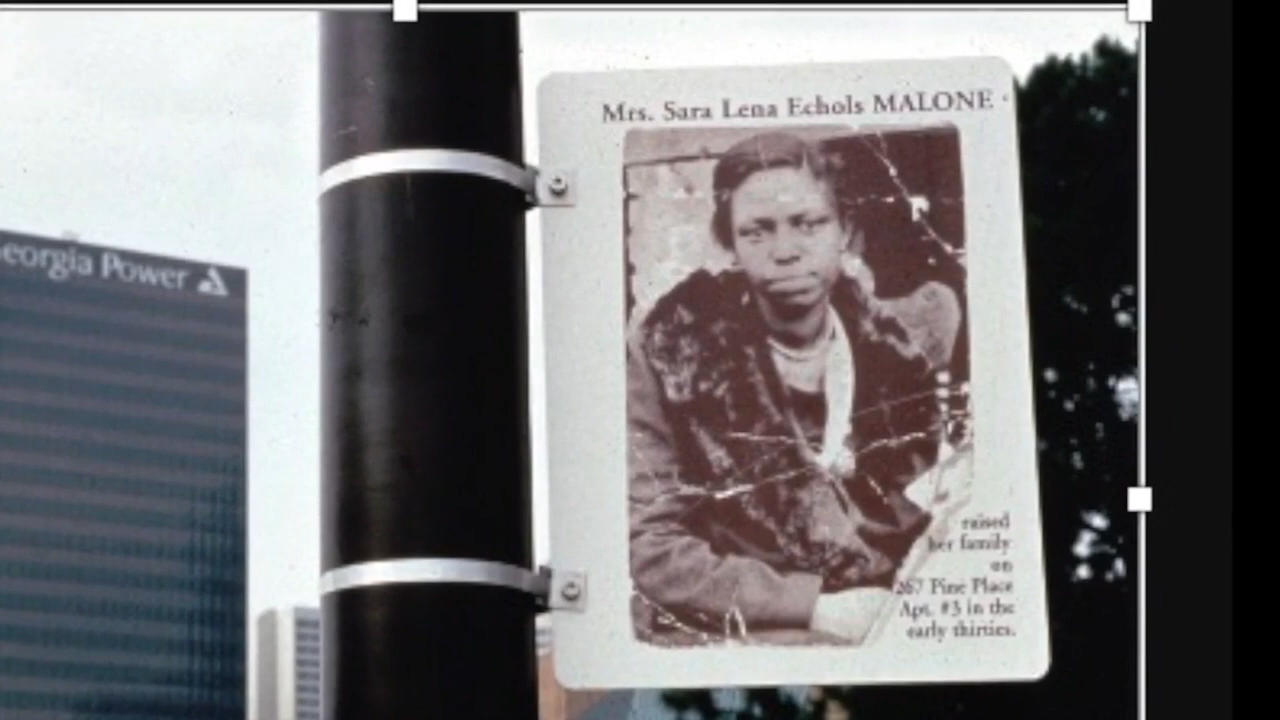 Mrs. Sara Lena Echols MALONE
eorgia Power
raised
her family
on
267 Pine Place
Apt. #3 in the
early thirties.